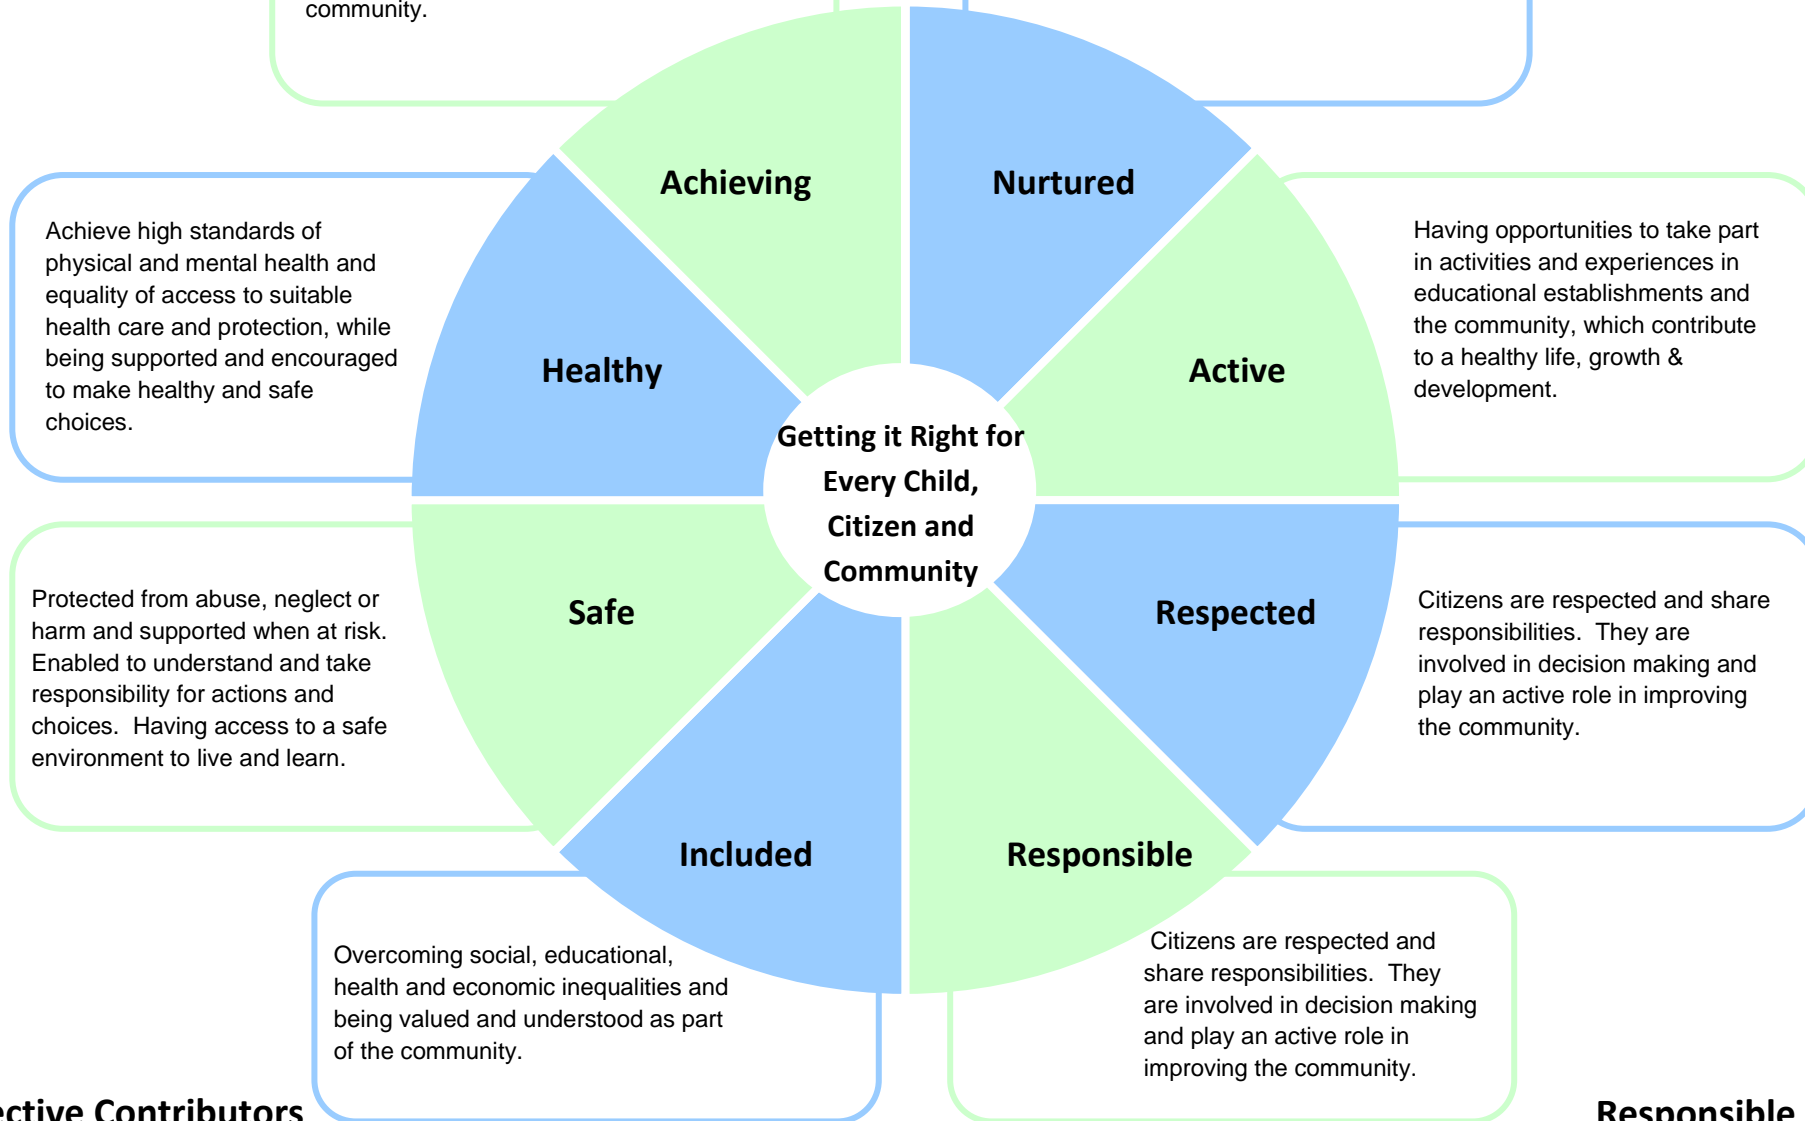 community.
Achieving
Nurtured
Achieve high standards of
physical and mental health and
equality of access to suitable
health care and protection, while
being supported and encouraged
to make healthy and safe
choices.
Healthy
Active
Having opportunities to take part
in activities and experiences in
educational establishments and
the community, which contribute
to a healthy life, growth &
development.
Getting it Right for
Every Child,
Citizen and
Community
Protected from abuse, neglect or
harm and supported when at risk.
Enabled to understand and take
responsibility for actions and
choices.  Having access to a safe
environment to live and learn.
Safe
Respected
Citizens are respected and share
responsibilities.  They are
involved in decision making and
play an active role in improving
the community.
Included
Responsible
Overcoming social, educational,
health and economic inequalities and
being valued and understood as part
of the community.
Citizens are respected and
share responsibilities.  They
are involved in decision making
and play an active role in
improving the community.
ective Contributors
Responsible